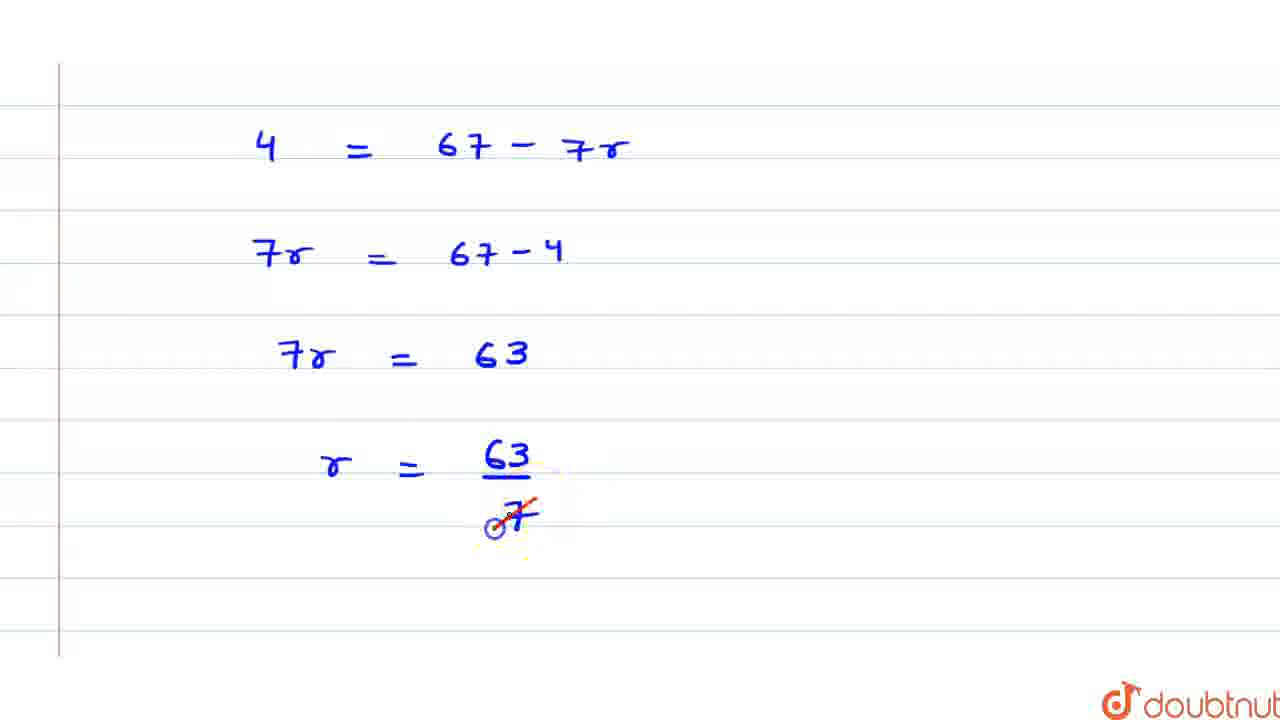 4 = 67 - 7r
7r = 67 - 4
7r = 63
r = 63/7
doubtnut